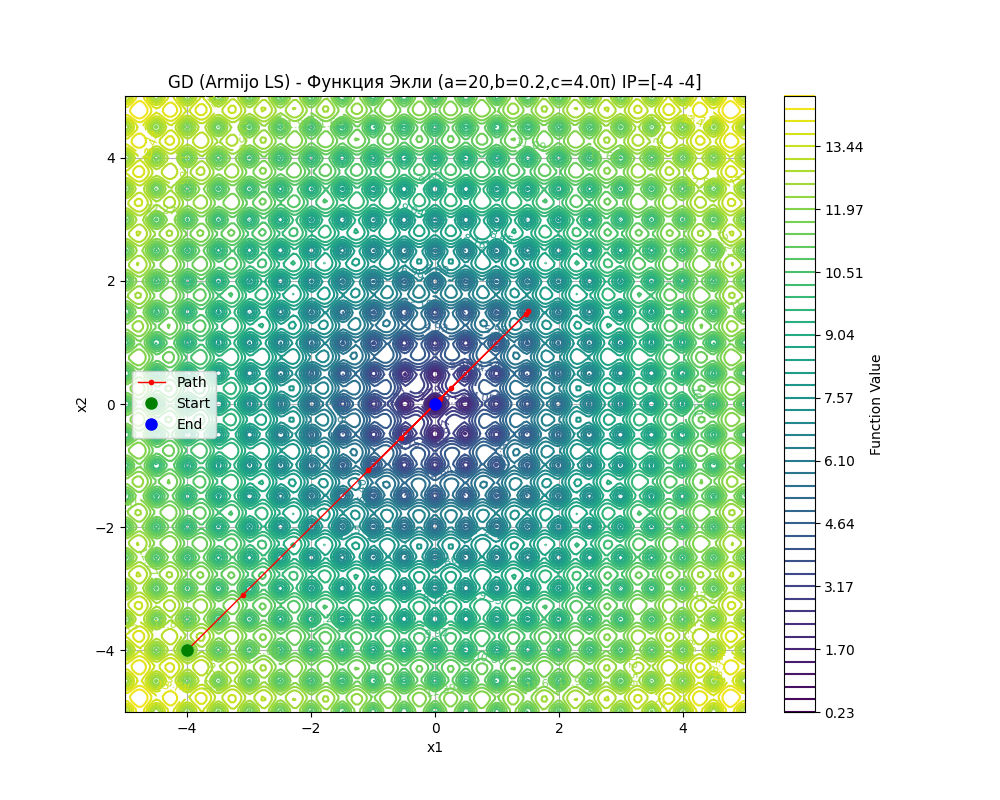 GD (Armijo LS) - Функция Экли (a=20,b=0.2,c=4.0π) IP=[-4 -4]
4
2
0
−2
−4
x2
Path
Start
End
−4
−2
0
2
4
x1
13.44
11.97
10.51
9.04
7.57
6.10
4.64
3.17
1.70
0.23
Function Value